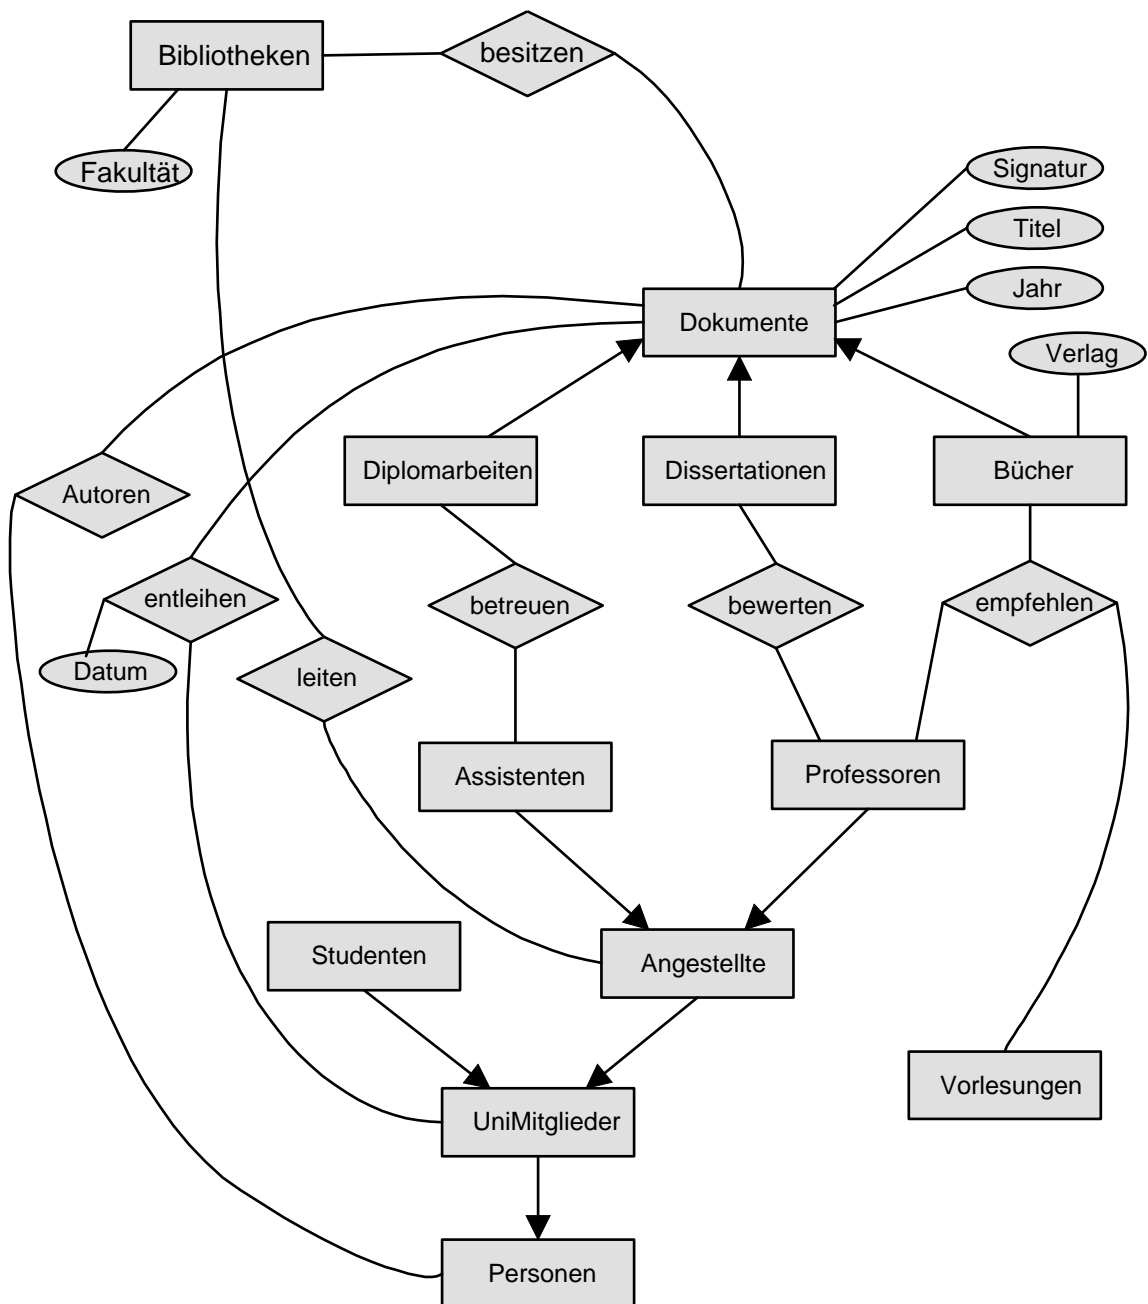 Bibliotheken
besitzen
Fakultät
Signatur
Titel
Jahr
Dokumente
Verlag
Diplomarbeiten
Dissertationen
Bücher
Autoren
entleihen
betreuen
bewerten
empfehlen
Datum
leiten
Assistenten
Professoren
Studenten
Angestellte
Vorlesungen
UniMitglieder
Personen